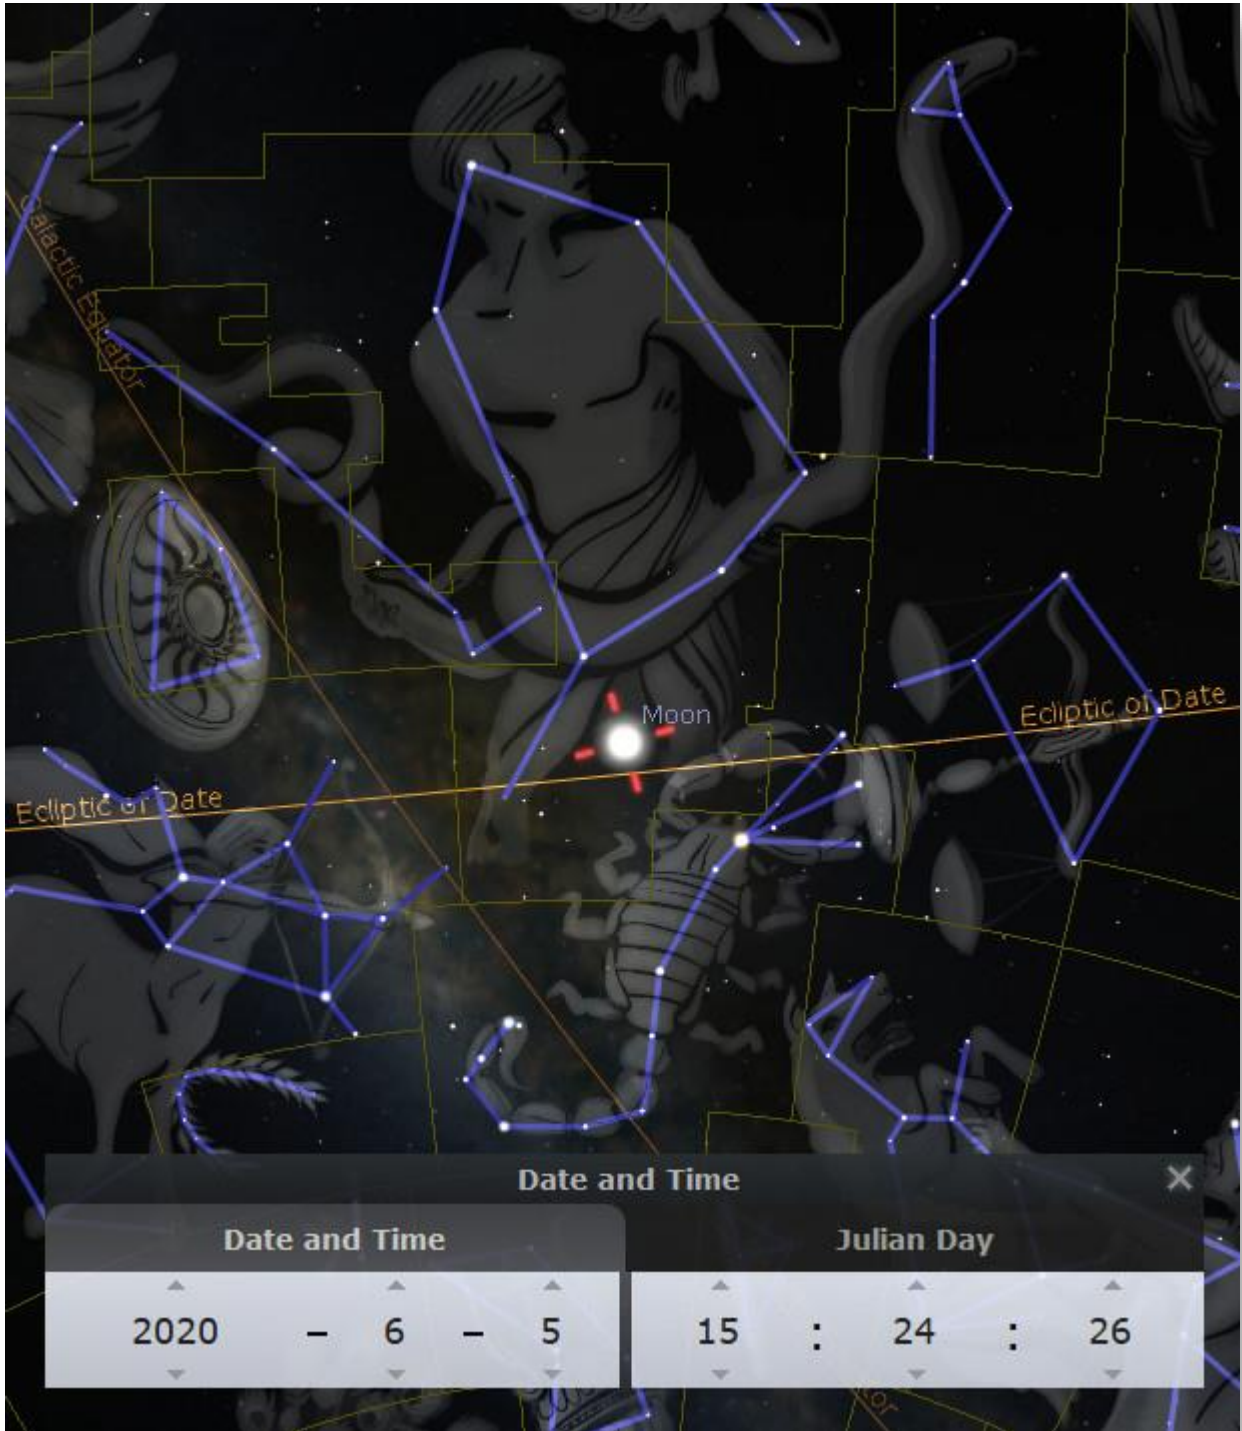 Galactic Equator
Moon
Ecliptic of Date
Ecliptic of Date
Date and Time
Date and Time
Julian Day
2020 - 6 - 5 15 : 24 : 26